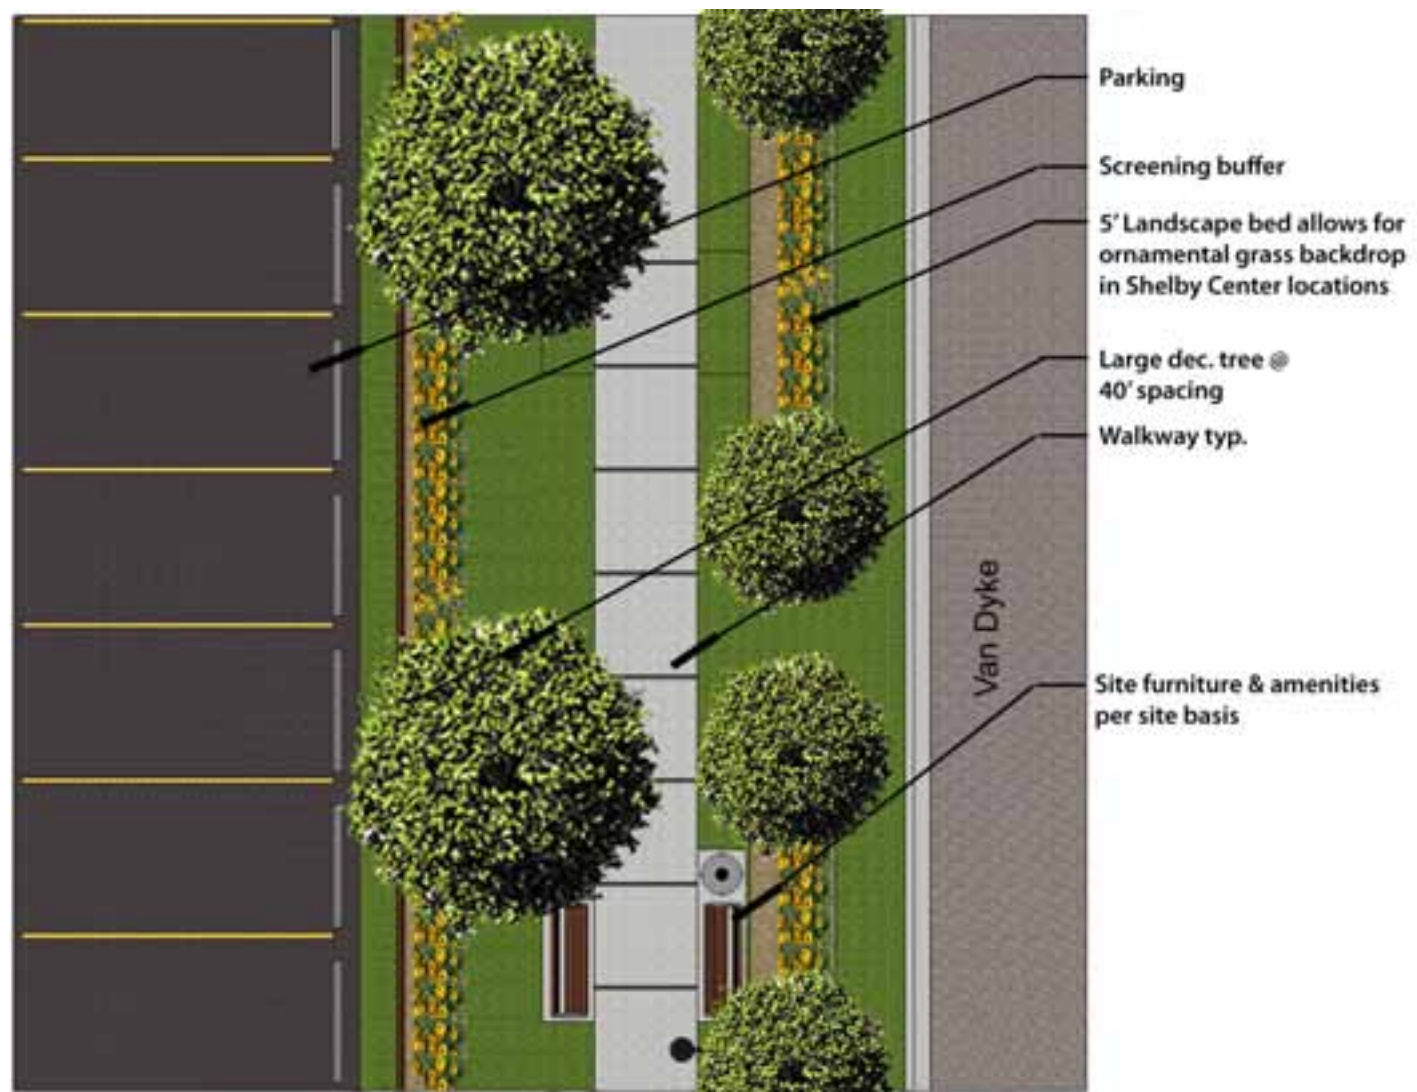 Parking
Screening buffer
5' Landscape bed allows for
ornamental grass backdrop
in Shelby Center locations
Large dec. tree @
40' spacing
Walkway typ.
Van Dyke
Site furniture & amenities
per site basis